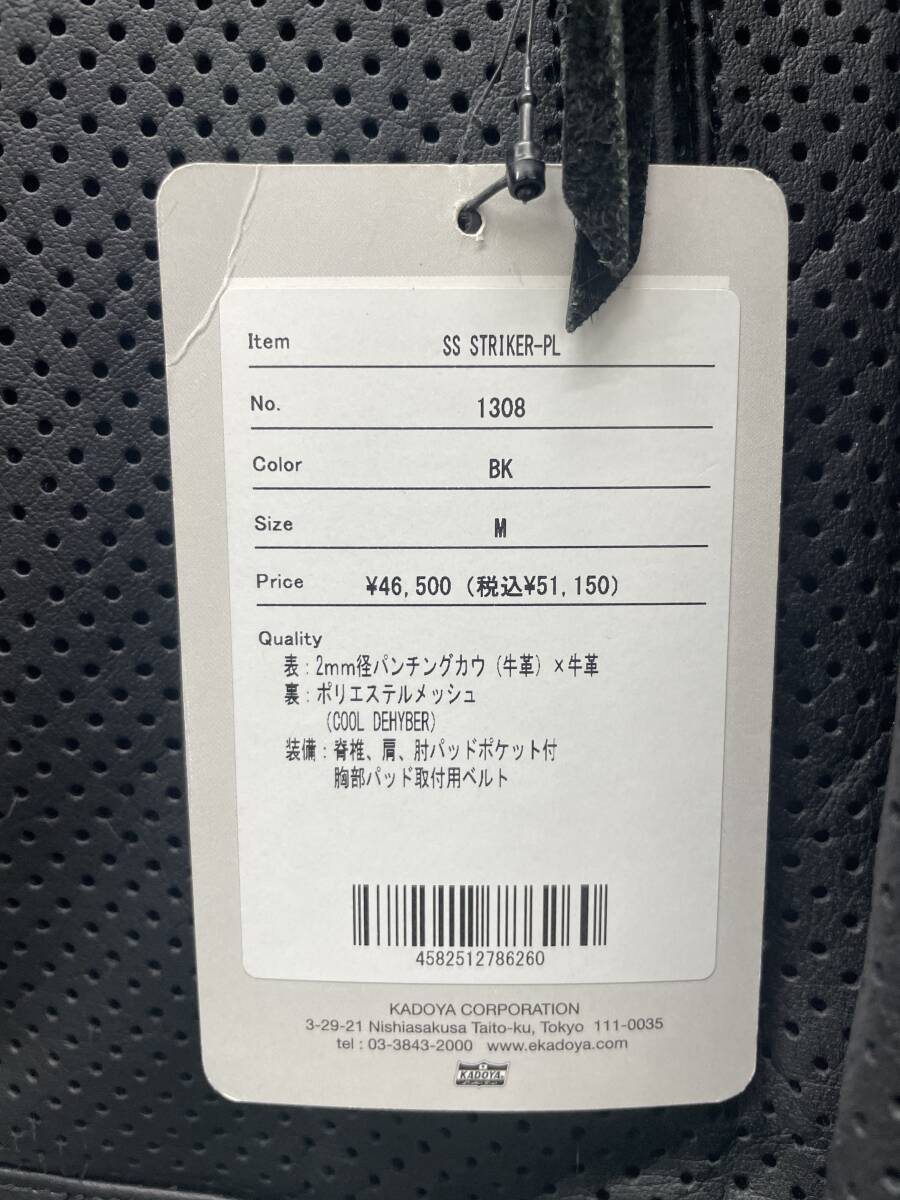 Item SS STRIKER-PL
No. 1308
Color BK
Size M
Price ¥46,500 (税込¥51,150)
Quality
表：2mm径パンチングカウ（牛革）×牛革
裏：ポリエステルメッシュ
(COOL DEHYBER)
装備：脊椎、肩、肘パッドポケット付
胸部パッド取付用ベルト
4582512786260
KADOYA CORPORATION
3-29-21 Nishiasakusa Taito-ku, Tokyo 111-0035
tel : 03-3843-2000 www.ekadoya.com
KADOYA